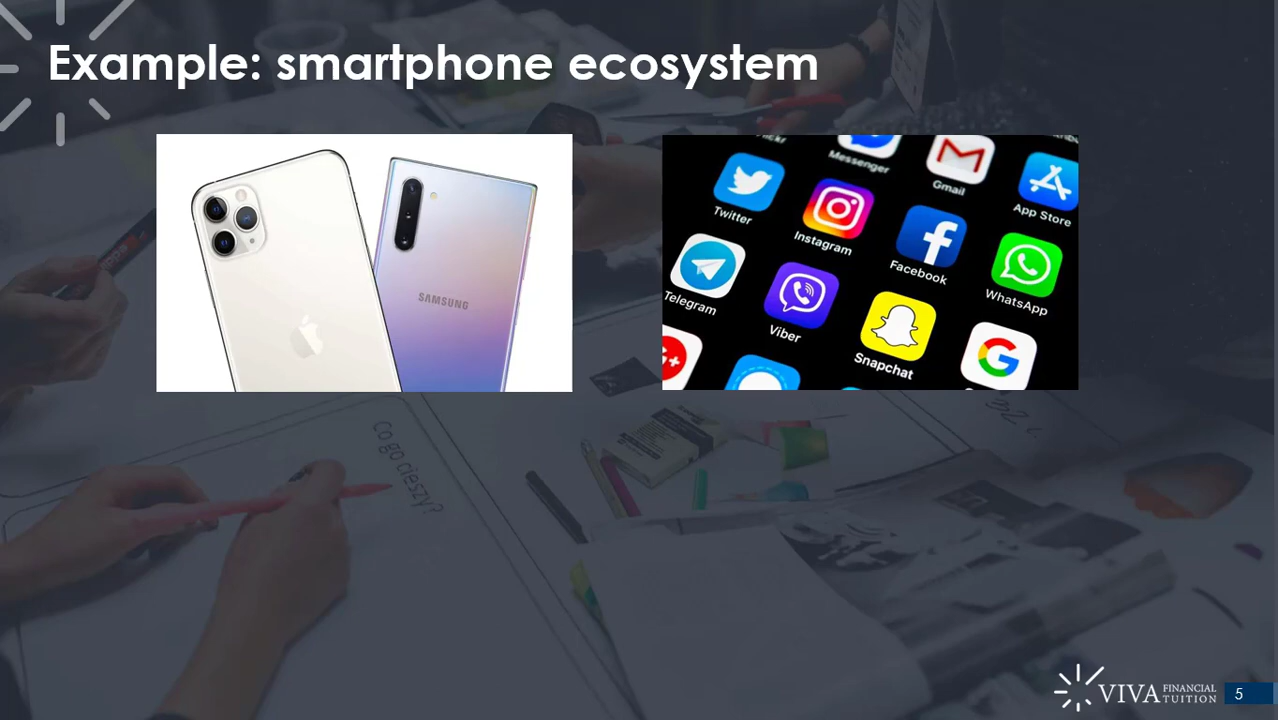 Example: smartphone ecosystem
SAMSUNG
Messenger
Gmail
App Store
Twitter
Instagram
Facebook
WhatsApp
Telegram
Viber
Snapchat
Co go cieszy?
VIVA FINANCIAL TUITION
5